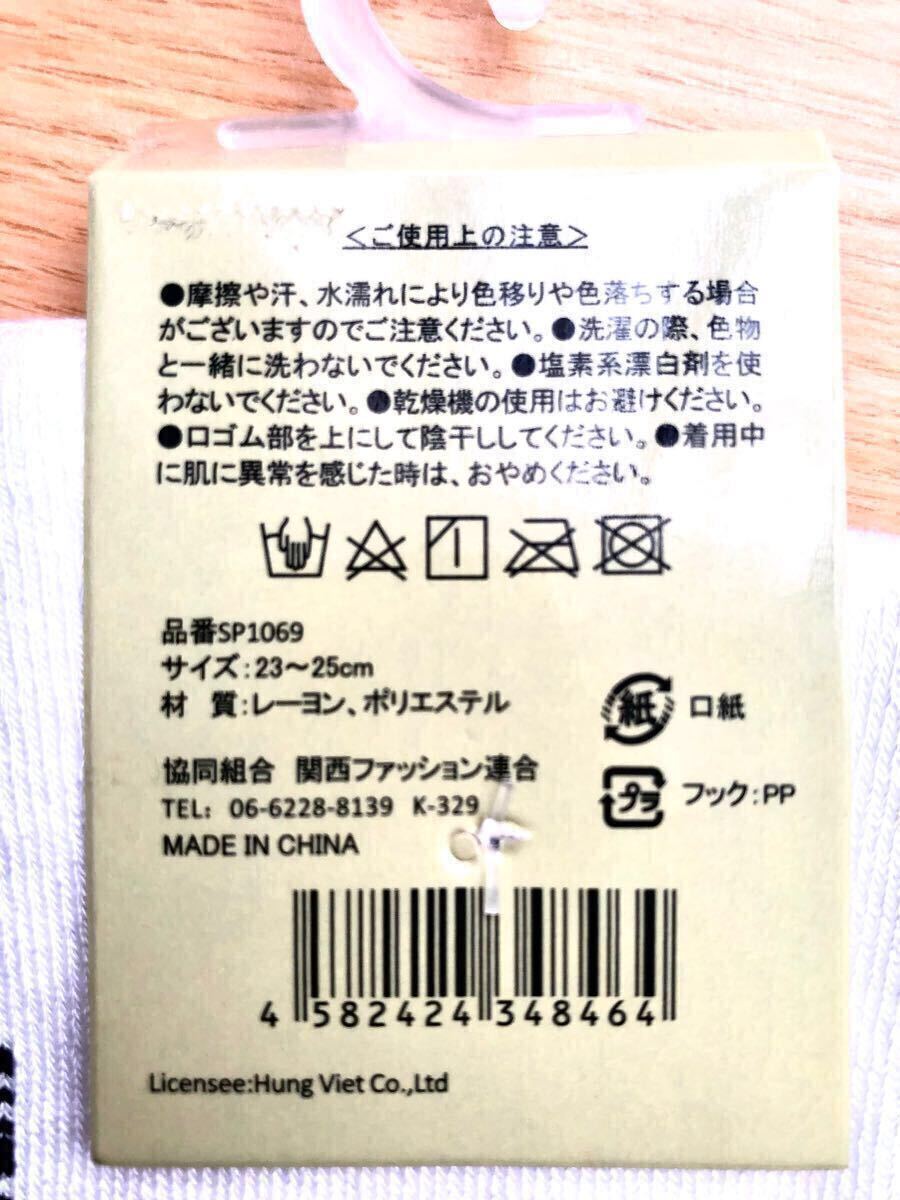 ＜ご使用上の注意＞
●摩擦や汗、水濡れにより色移りや色落ちする場合
がございますのでご注意ください。●洗濯の際、色物
と一緒に洗わないでください。●塩素系漂白剤を使
わないでください。●乾燥機の使用はお避けください。
●口ゴム部を上にして陰干ししてください。●着用中
に肌に異常を感じた時は、おやめください。
品番SP1069
サイズ：23〜25cm
材　質：レーヨン、ポリエステル
紙 口紙
協同組合　関西ファッション連合
プラ フック：PP
TEL: 06-6228-8139 K-329
MADE IN CHINA
4 582424 348464
Licensee:Hung Viet Co.,Ltd